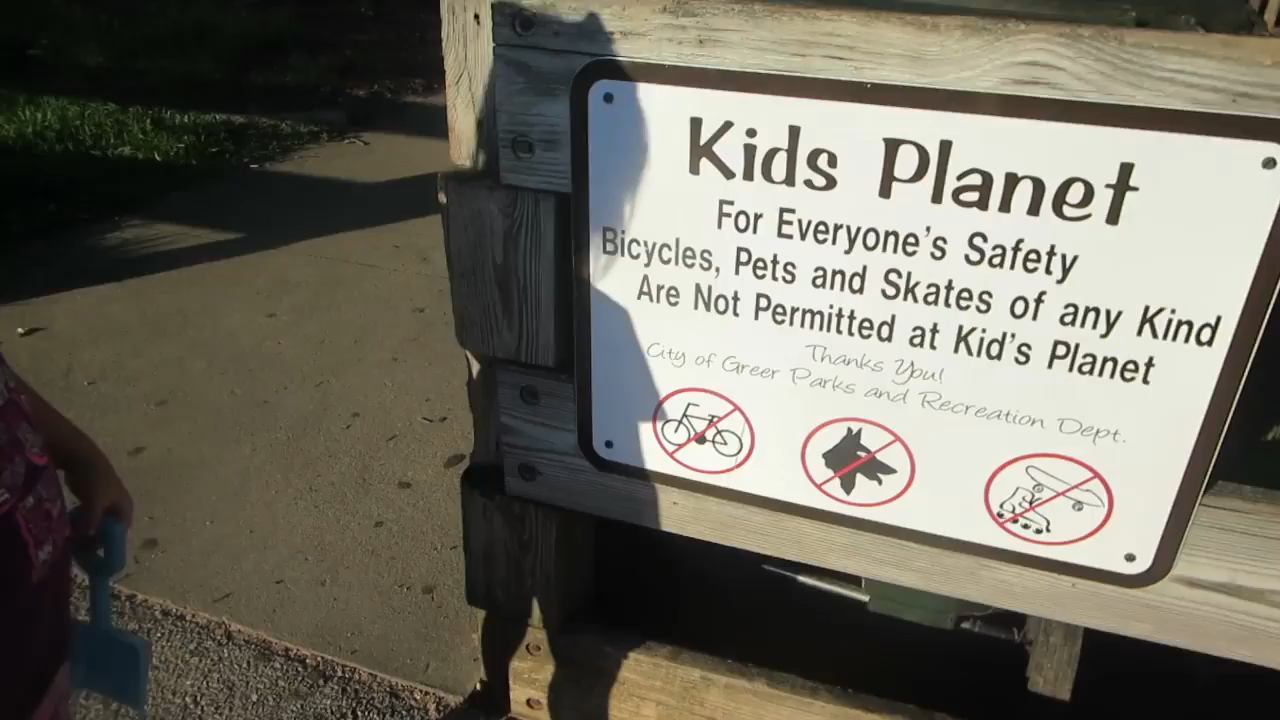 Kids Planet
For Everyone's Safety
Bicycles, Pets and Skates of any Kind
Are Not Permitted at Kid's Planet
Thanks You!
City of Greer Parks and Recreation Dept.